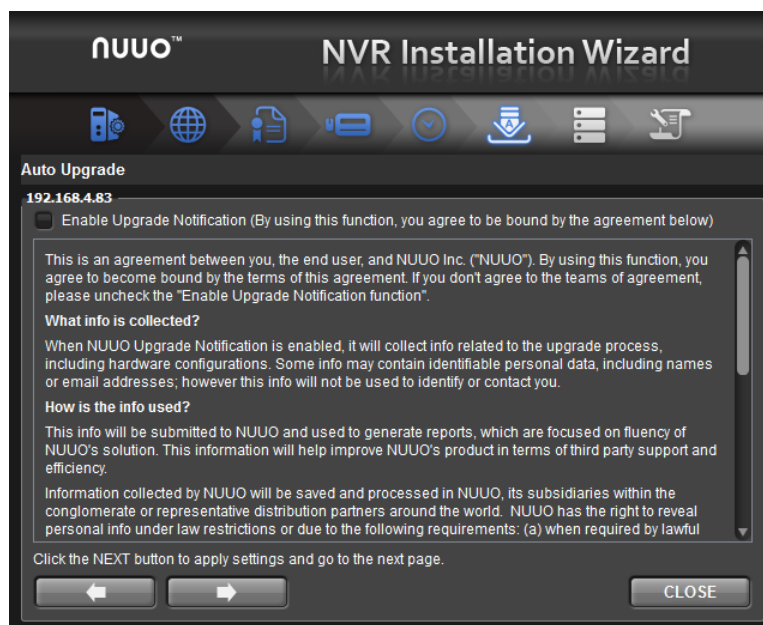 nuuo™
NVR Installation Wizard
Auto Upgrade
192.168.4.83
Enable Upgrade Notification (By using this function, you agree to be bound by the agreement below)
This is an agreement between you, the end user, and NUUO Inc. ("NUUO"). By using this function, you
agree to become bound by the terms of this agreement. If you don't agree to the teams of agreement,
please uncheck the "Enable Upgrade Notification function".
What info is collected?
When NUUO Upgrade Notification is enabled, it will collect info related to the upgrade process,
including hardware configurations. Some info may contain identifiable personal data, including names
or email addresses; however this info will not be used to identify or contact you.
How is the info used?
This info will be submitted to NUUO and used to generate reports, which are focused on fluency of
NUUO's solution. This information will help improve NUUO's product in terms of third party support and
efficiency.
Information collected by NUUO will be saved and processed in NUUO, its subsidiaries within the
conglomerate or representative distribution partners around the world. NUUO has the right to reveal
personal info under law restrictions or due to the following requirements: (a) when required by lawful
Click the NEXT button to apply settings and go to the next page.
CLOSE